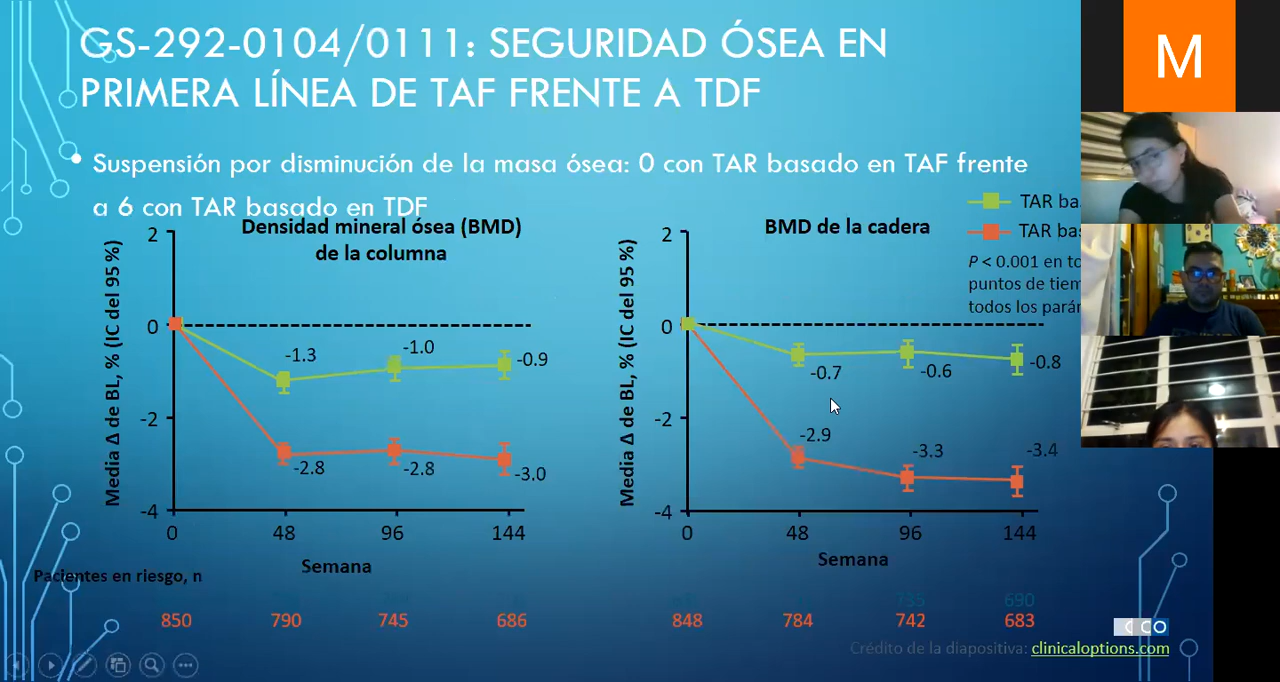 GS-292-0104/0111: SEGURIDAD ÓSEA EN
PRIMERA LÍNEA DE TAF FRENTE A TDF
M
• Suspensión por disminución de la masa ósea: 0 con TAR basado en TAF frente
a 6 con TAR basado en TDF
TAR ba
TAR bas
P < 0.001 en to
puntos de tiem
todos los parám
Densidad mineral ósea (BMD)
de la columna
Media Δ de BL, % (IC del 95 %)
2
0
-2
-4
-1.3
-1.0
-0.9
-2.8
-2.8
-3.0
0 48 96 144
Semana
BMD de la cadera
Media Δ de BL, % (IC del 95 %)
2
0
-2
-4
-0.7
-0.6
-0.8
-2.9
-3.3
-3.4
0 48 96 144
Semana
Pacientes en riesgo, n
735 690
850 790 745 686
848 784 742 683
CCO
Crédito de la diapositiva: clinicaloptions.com